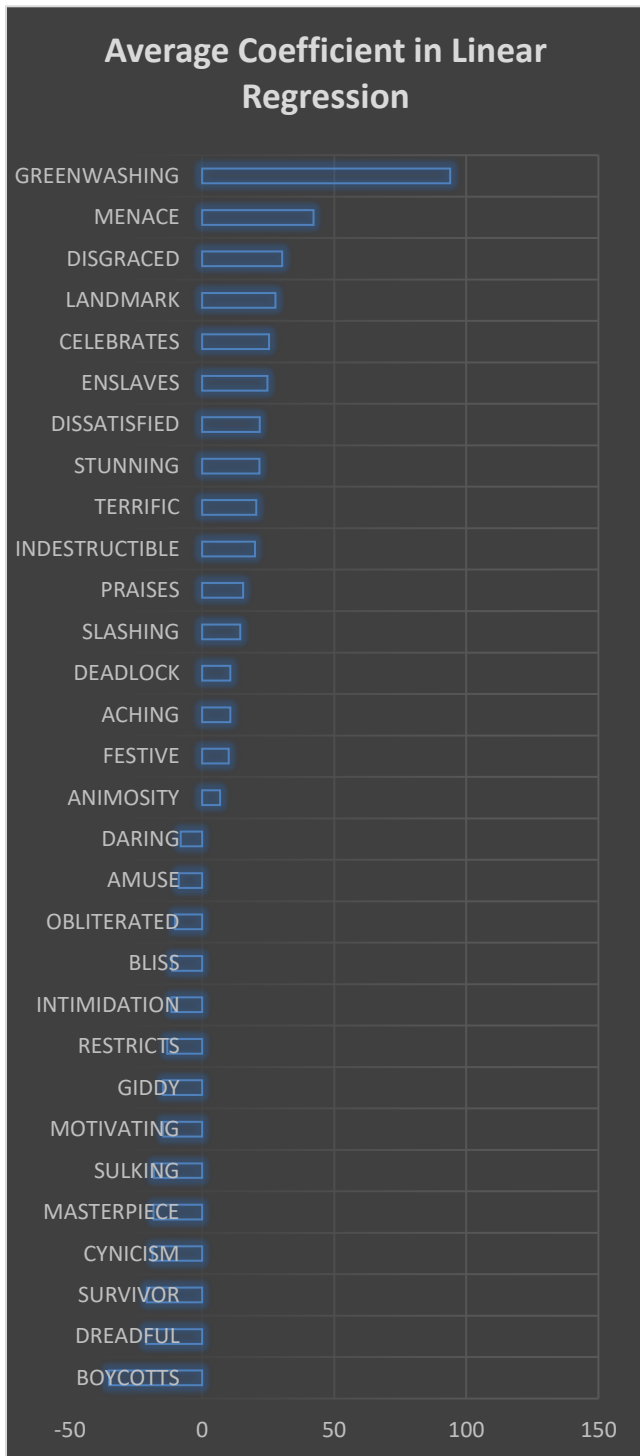 Average Coefficient in Linear
Regression
GREENWASHING
MENACE
DISGRACED
LANDMARK
CELEBRATES
ENSLAVES
DISSATISFIED
STUNNING
TERRIFIC
INDESTRUCTIBLE
PRAISES
SLASHING
DEADLOCK
ACHING
FESTIVE
ANIMOSITY
DARING
AMUSE
OBLITERATED
BLISS
INTIMIDATION
RESTRICTS
GIDDY
MOTIVATING
SULKING
MASTERPIECE
CYNICISM
SURVIVOR
DREADFUL
BOYCOTTS
-50 0 50 100 150